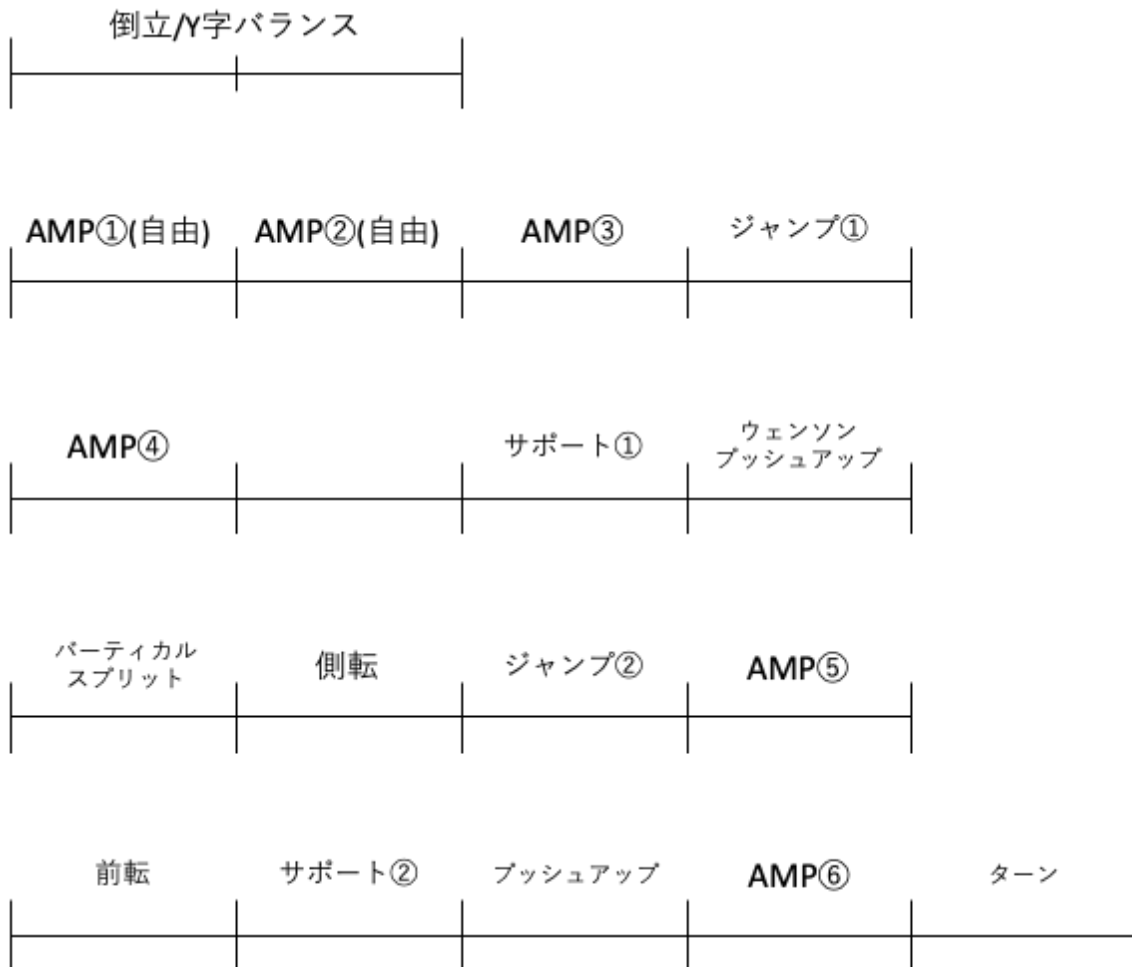 倒立/Y字バランス
AMP①(自由) AMP②(自由) AMP③ ジャンプ①
AMP④ サポート① ウェンソン
プッシュアップ
バーティカル
スプリット 側転 ジャンプ② AMP⑤
前転 サポート② プッシュアップ AMP⑥ ターン